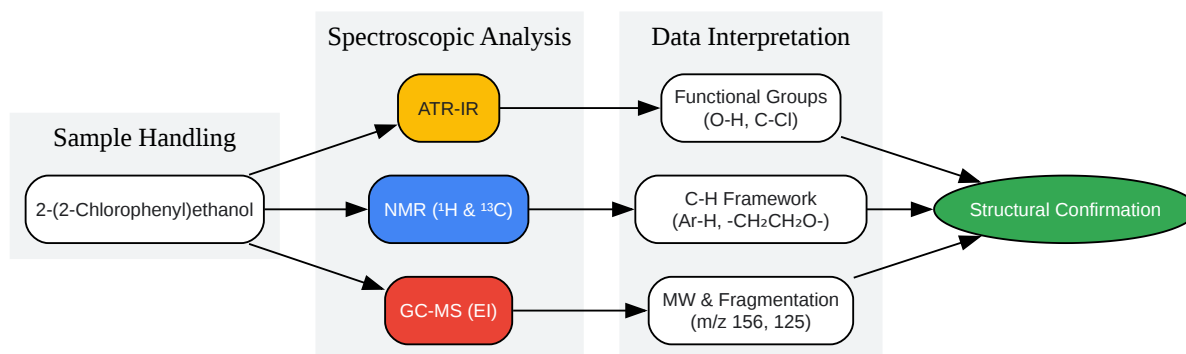 Spectroscopic Analysis
Data Interpretation
Sample Handling
2-(2-Chlorophenyl)ethanol
ATR-IR
NMR (¹H & ¹³C)
GC-MS (EI)
Functional Groups
(O-H, C-Cl)
C-H Framework
(Ar-H, -CH₂CH₂O-)
MW & Fragmentation
(m/z 156, 125)
Structural Confirmation